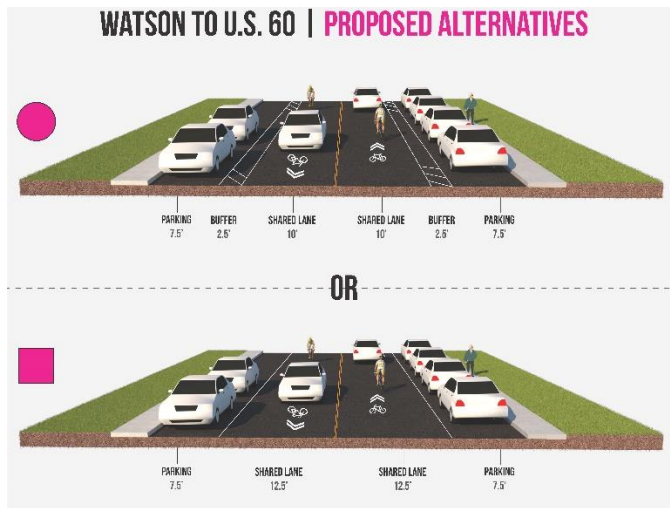 WATSON TO U.S. 60 | PROPOSED ALTERNATIVES
PARKING BUFFER SHARED LANE SHARED LANE BUFFER PARKING
7.5' 2.5' 10' 10' 2.5' 7.5'
OR
PARKING SHARED LANE SHARED LANE PARKING
7.5' 12.5' 12.5' 7.5'